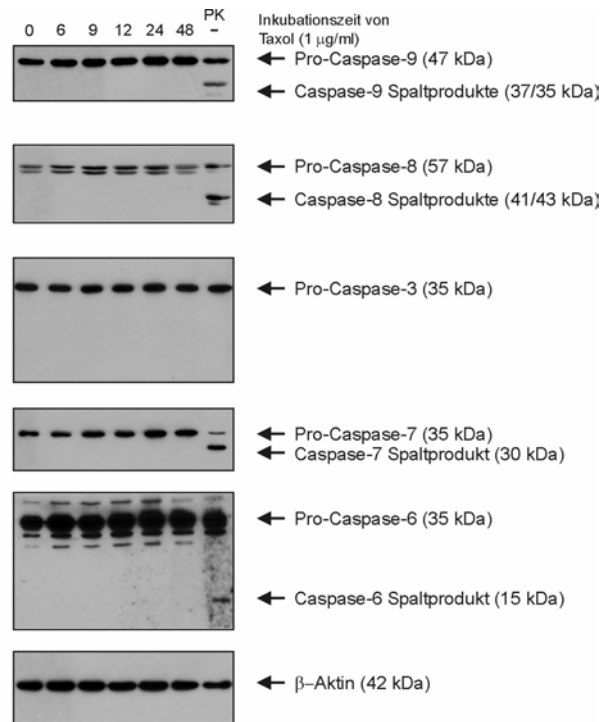 PK
0 6 9 12 24 48 –
Inkubationszeit von
Taxol (1 µg/ml)
Pro-Caspase-9 (47 kDa)
Caspase-9 Spaltprodukte (37/35 kDa)
Pro-Caspase-8 (57 kDa)
Caspase-8 Spaltprodukte (41/43 kDa)
Pro-Caspase-3 (35 kDa)
Pro-Caspase-7 (35 kDa)
Caspase-7 Spaltprodukt (30 kDa)
Pro-Caspase-6 (35 kDa)
Caspase-6 Spaltprodukt (15 kDa)
β–Aktin (42 kDa)